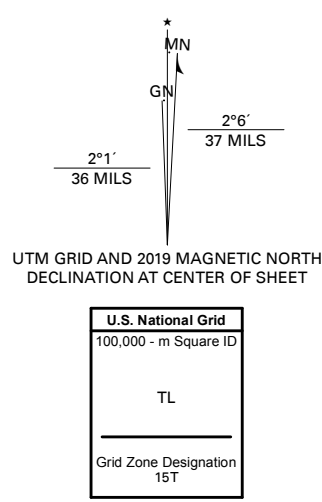 MN
GN
2°6´
37 MILS
2°1´
36 MILS
UTM GRID AND 2019 MAGNETIC NORTH
DECLINATION AT CENTER OF SHEET
U.S. National Grid
100,000 - m Square ID
TL
Grid Zone Designation
15T